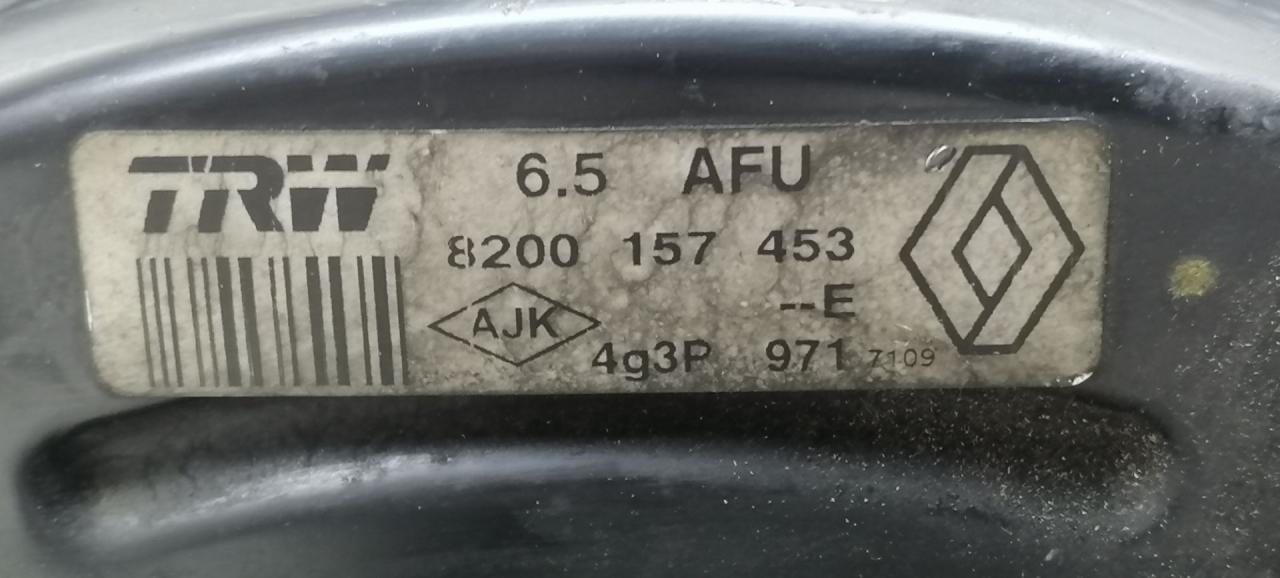 TRW
6.5 AFU
8200 157 453
--E
AJK
4g3P 971 7109